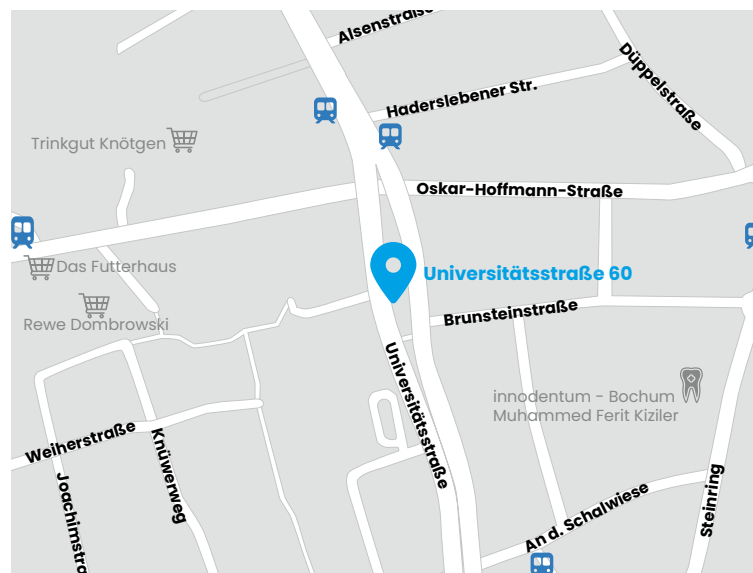 Alsenstraße
Haderslebener Str.
Düppelstraße
Trinkgut Knötgen
Oskar-Hoffmann-Straße
Das Futterhaus
Universitätsstraße 60
Rewe Dombrowski
Brunsteinstraße
Universitätsstraße
innodentum - Bochum
Muhammed Ferit Kiziler
Weiherstraße
Knüwerweg
Joachimstra
An d. Schalwiese
Steinring